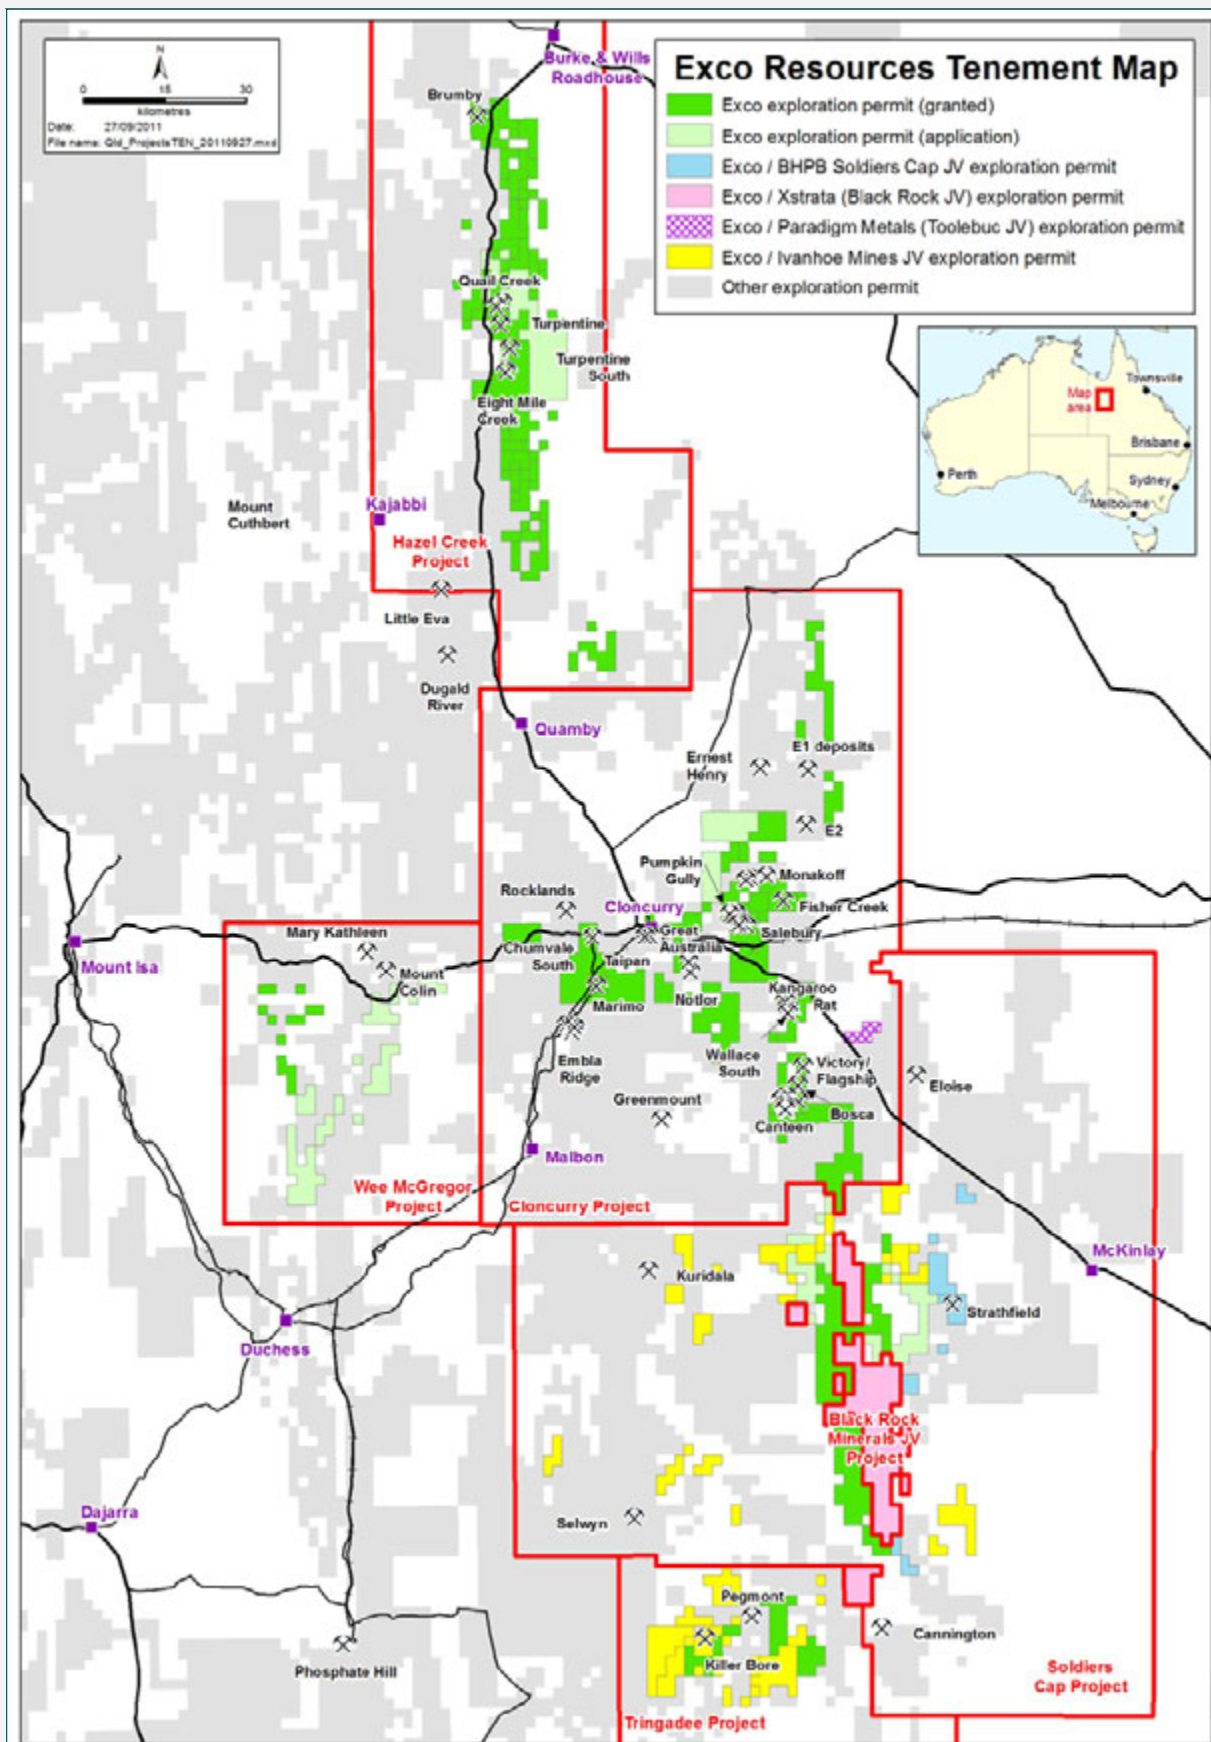 N
0 15 30
kilometres
Date: 27/09/2011
File name: Qld_ProjectsTEN_20110927.mxd
Exco Resources Tenement Map
Exco exploration permit (granted)
Exco exploration permit (application)
Exco / BHPB Soldiers Cap JV exploration permit
Exco / Xstrata (Black Rock JV) exploration permit
Exco / Paradigm Metals (Toolebuc JV) exploration permit
Exco / Ivanhoe Mines JV exploration permit
Other exploration permit
Map
area
Townsville
Brisbane
Perth
Sydney
Melbourne
Burke & Wills
Roadhouse
Brumby
Quail Creek
Turpentine
Turpentine
South
Eight Mile
Creek
Mount
Cuthbert
Kajabbi
Hazel Creek
Project
Little Eva
Dugald
River
Quamby
Ernest
Henry
E1 deposits
E2
Pumpkin
Gully
Monakoff
Rocklands
Cloncurry
Fisher Creek
Great
Australia
Salebury
Mary Kathleen
Mount Isa
Mount
Colin
Chumvale
South
Taipan
Marimo
Notlor
Kangaroo
Rat
Embla
Ridge
Wallace
South
Victory/
Flagship
Eloise
Greenmount
Bosca
Canteen
Malbon
Wee McGregor
Project
Cloncurry Project
McKinlay
Kuridala
Strathfield
Duchess
Black Rock
Minerals JV
Project
Dajarra
Selwyn
Pegmont
Cannington
Killer Bore
Phosphate Hill
Soldiers
Cap Project
Tringadee Project